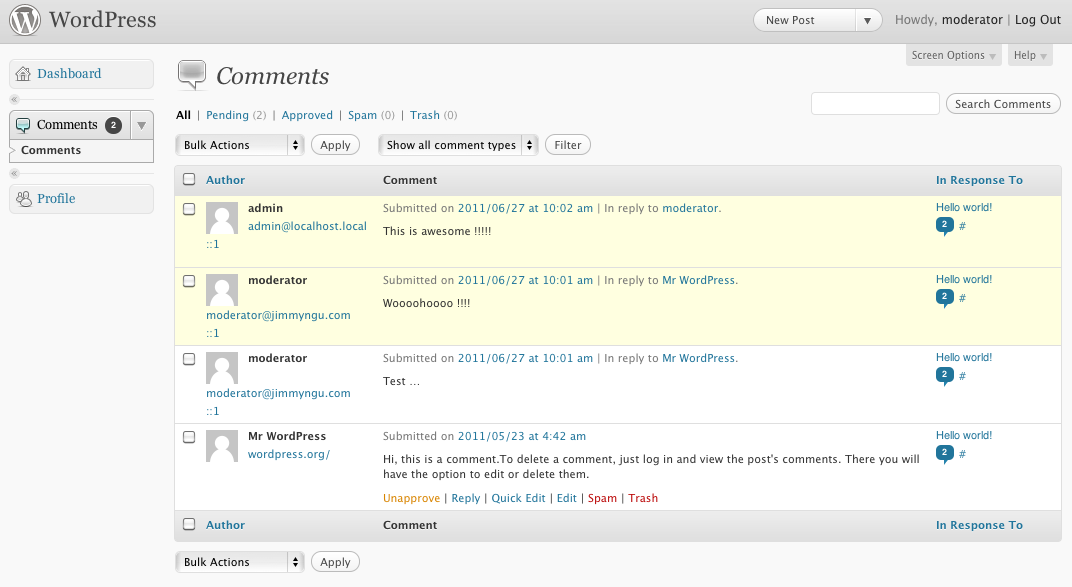 WordPress
New Post
Howdy, moderator | Log Out
Screen Options
Help
Dashboard
Comments 2
Comments
Profile
Comments
All | Pending (2) | Approved | Spam (0) | Trash (0)
Search Comments
Bulk Actions Apply Show all comment types Filter
Author Comment In Response To
admin
admin@localhost.local
::1
Submitted on 2011/06/27 at 10:02 am | In reply to moderator.
This is awesome !!!!!
Hello world!
2 #
moderator
moderator@jimmyngu.com
::1
Submitted on 2011/06/27 at 10:01 am | In reply to Mr WordPress.
Woooohoooo !!!!
Hello world!
2 #
moderator
moderator@jimmyngu.com
::1
Submitted on 2011/06/27 at 10:01 am | In reply to Mr WordPress.
Test ...
Hello world!
2 #
Mr WordPress
wordpress.org/
Submitted on 2011/05/23 at 4:42 am
Hi, this is a comment.To delete a comment, just log in and view the post's comments. There you will
have the option to edit or delete them.
Unapprove | Reply | Quick Edit | Edit | Spam | Trash
Hello world!
2 #
Author Comment In Response To
Bulk Actions Apply